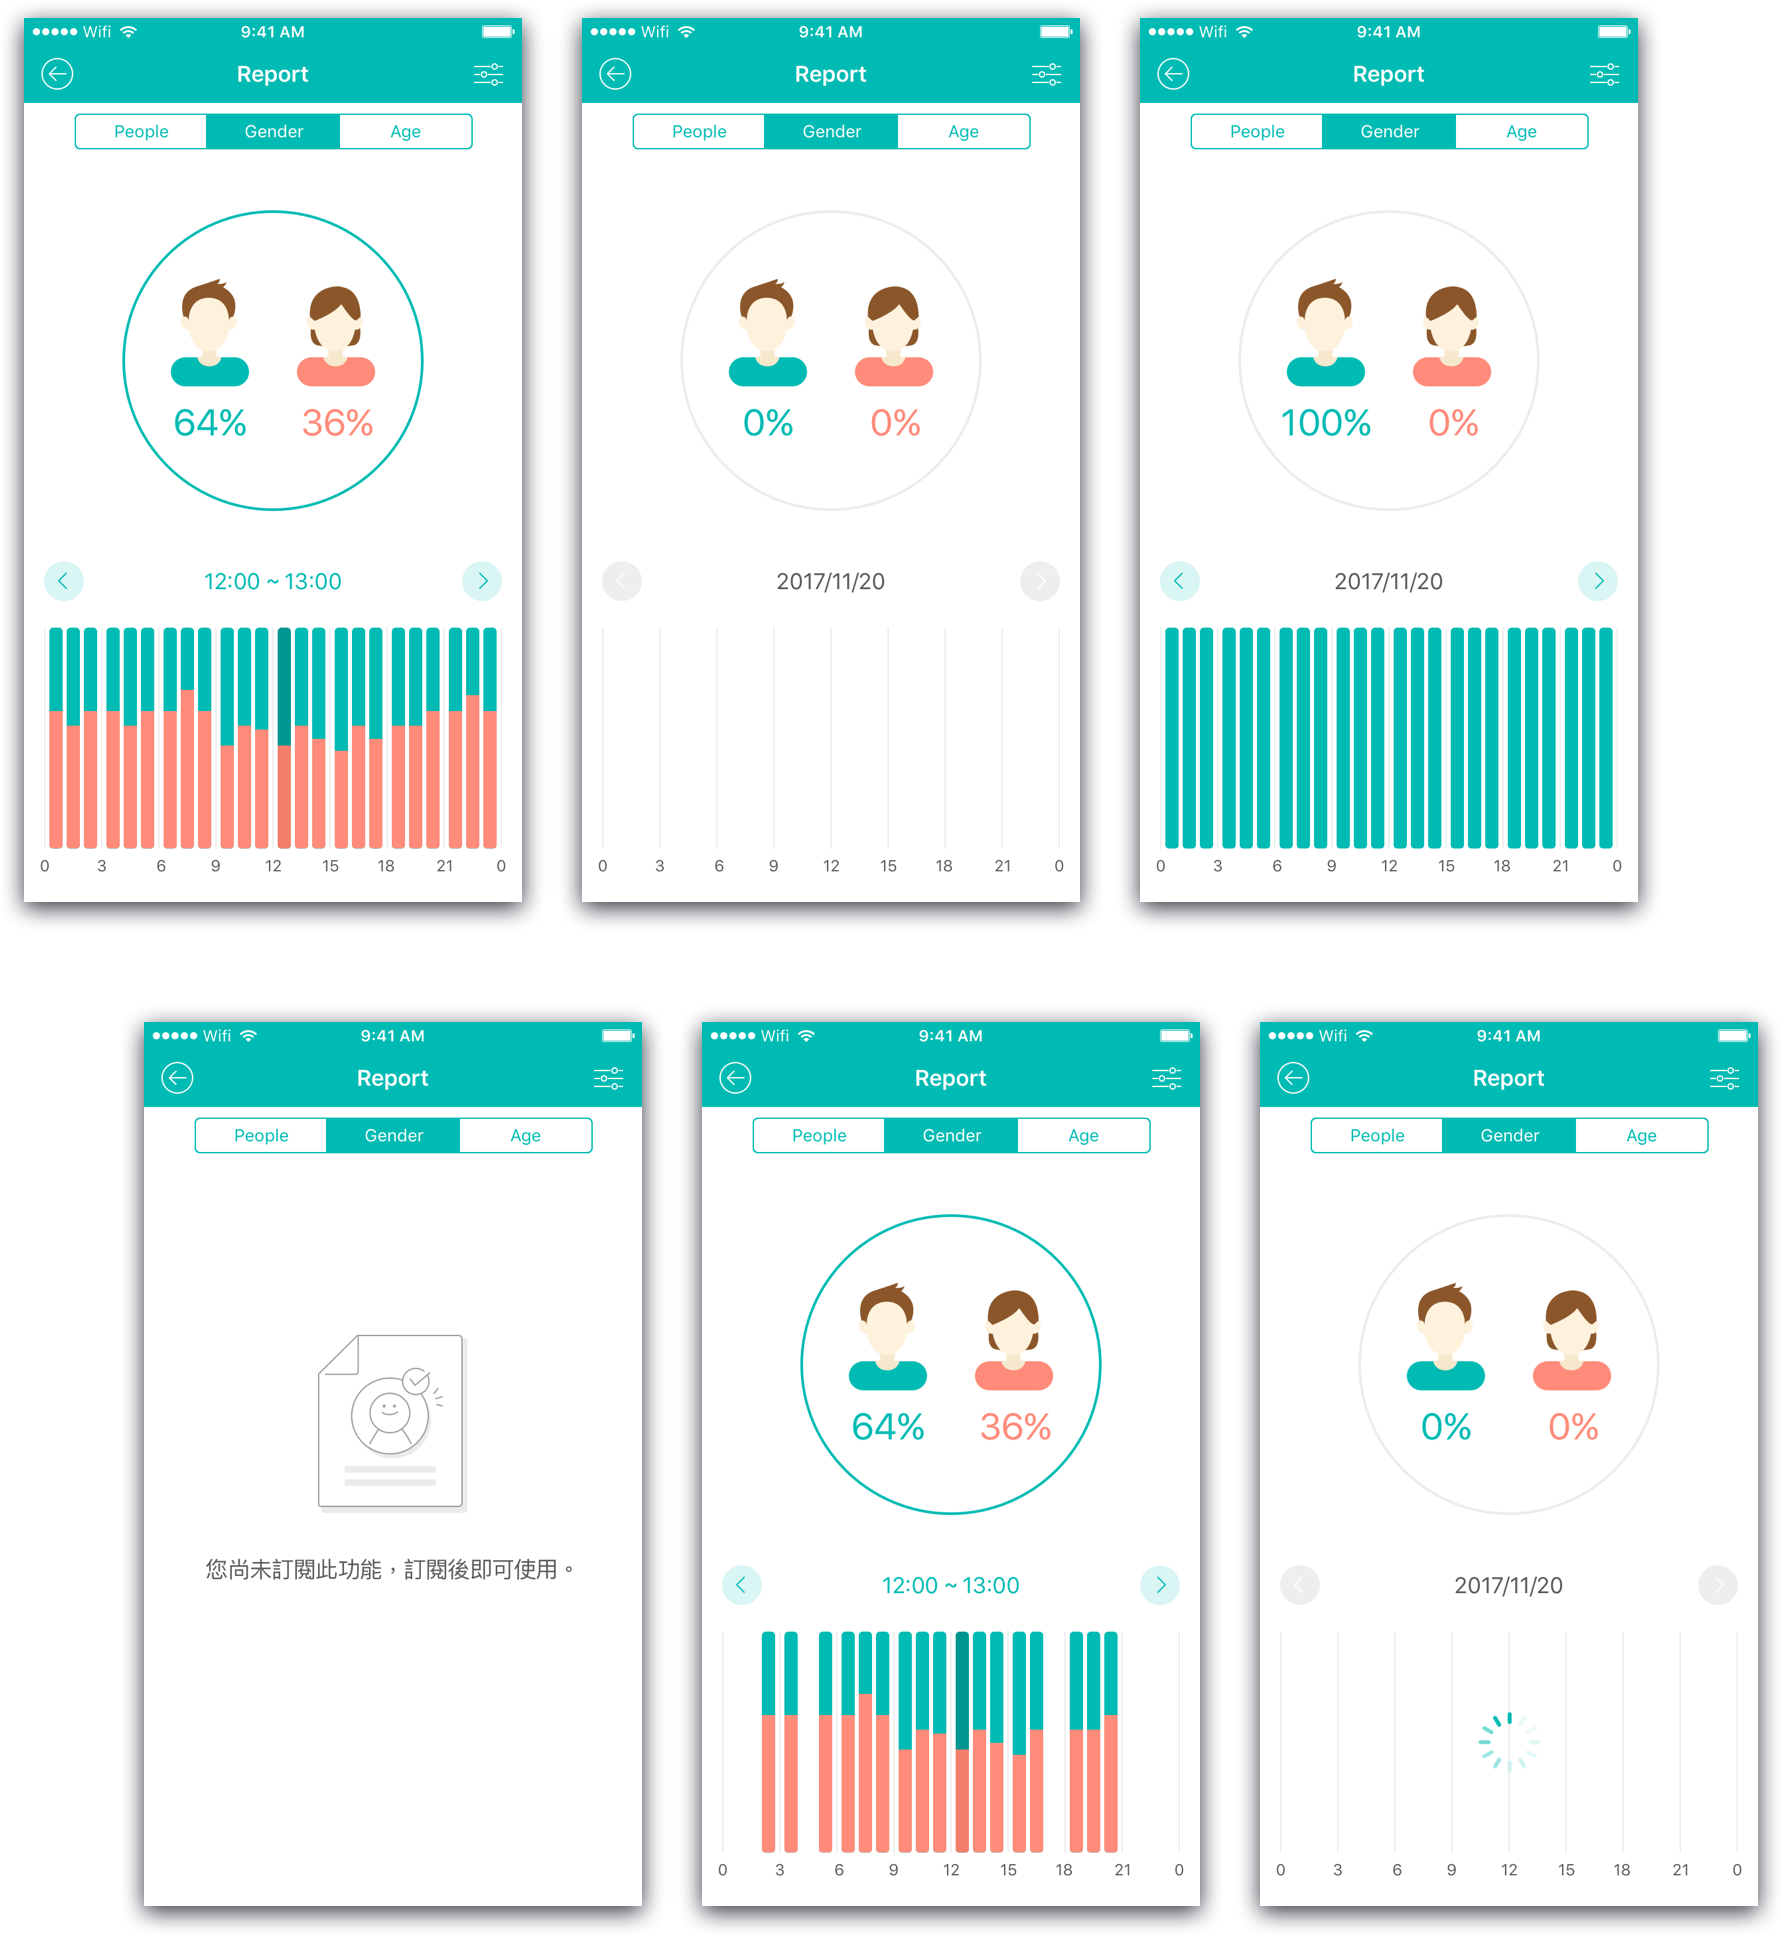 Wifi 9:41 AM
Report
People Gender Age
64% 36%
12:00 ~ 13:00
0 3 6 9 12 15 18 21 0
Wifi 9:41 AM
Report
People Gender Age
0% 0%
2017/11/20
0 3 6 9 12 15 18 21 0
Wifi 9:41 AM
Report
People Gender Age
100% 0%
2017/11/20
0 3 6 9 12 15 18 21 0
Wifi 9:41 AM
Report
People Gender Age
您尚未訂閱此功能，訂閱後即可使用。
Wifi 9:41 AM
Report
People Gender Age
64% 36%
12:00 ~ 13:00
0 3 6 9 12 15 18 21 0
Wifi 9:41 AM
Report
People Gender Age
0% 0%
2017/11/20
0 3 6 9 12 15 18 21 0